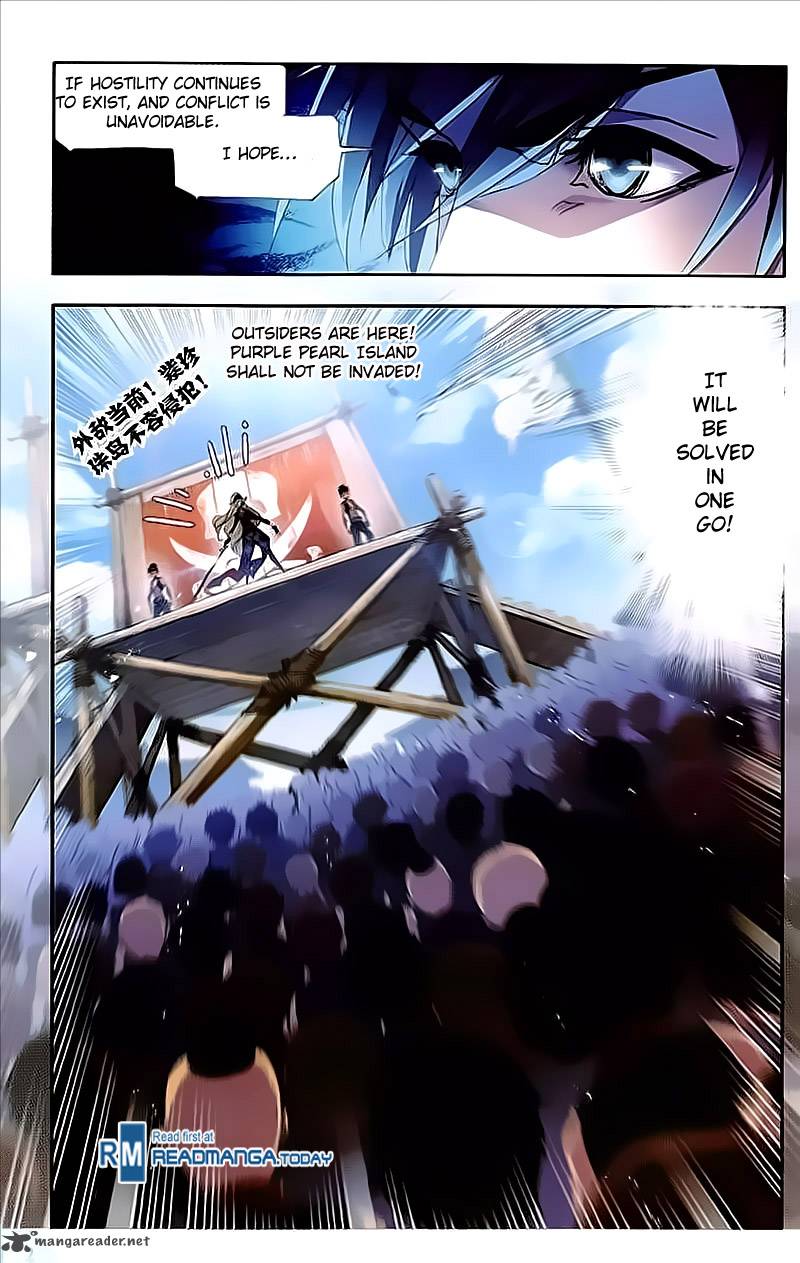 IF HOSTILITY CONTINUES
TO EXIST, AND CONFLICT IS
UNAVOIDABLE.
I HOPE...
OUTSIDERS ARE HERE!
PURPLE PEARL ISLAND
SHALL NOT BE INVADED!
外敌当前！紫珍
珠岛不容侵犯！
IT
WILL
BE
SOLVED
IN
ONE
GO!
RM
Read first at
READMANGA.TODAY
mangareader.net